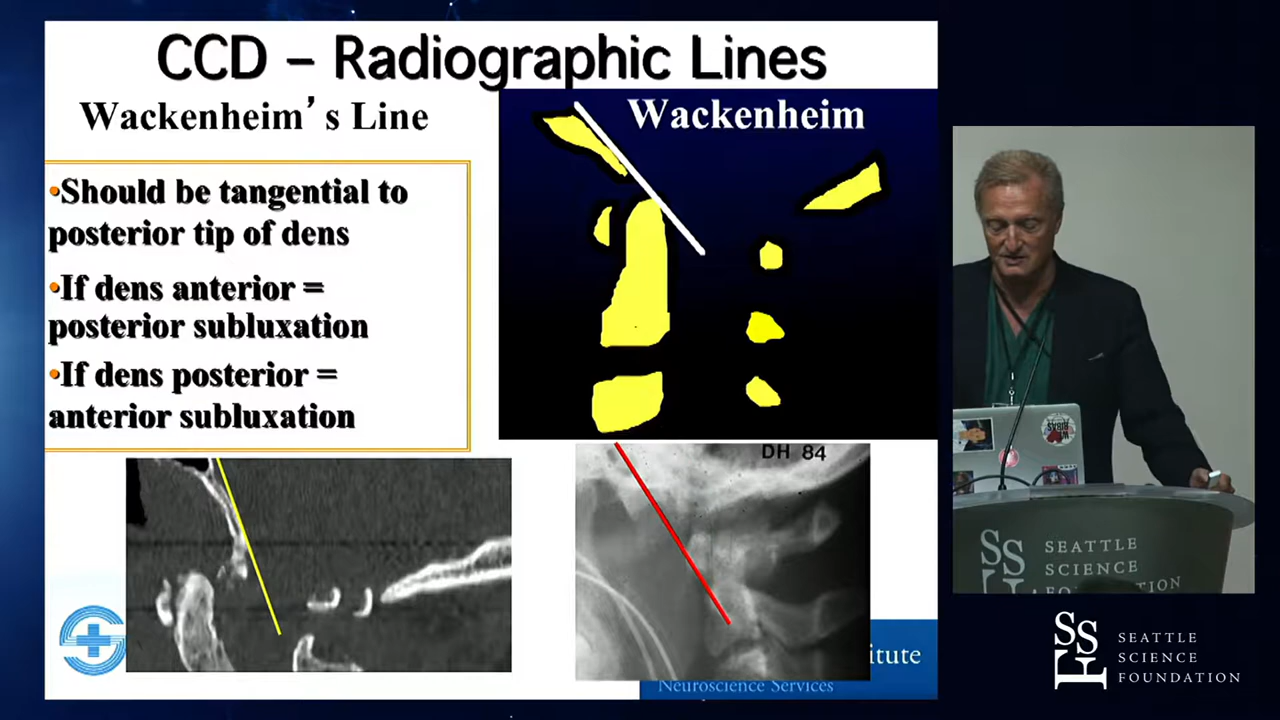 CCD – Radiographic Lines
Wackenheim's Line
•Should be tangential to
posterior tip of dens
•If dens anterior =
posterior subluxation
•If dens posterior =
anterior subluxation
Wackenheim
DH 84
itute
Neuroscience Services
SEATTLE
SCIENCE
FOUNDATION
SSF
SEATTLE
SCIENCE
FOUNDATION